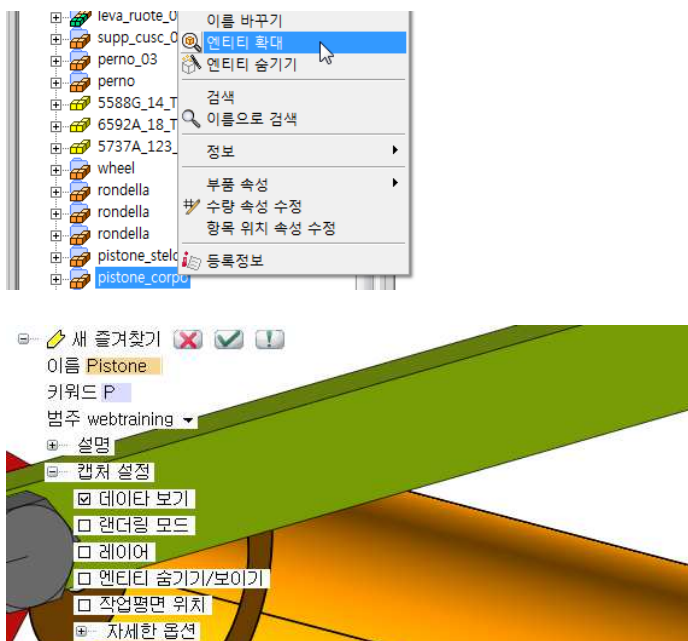 leva_ruote_0
supp_cusc_0
perno_03
perno
5588G_14_T
6592A_18_T
5737A_123_
wheel
rondella
rondella
rondella
pistone_stelo
pistone_corpo
이름 바꾸기
엔티티 확대
엔티티 숨기기
검색
이름으로 검색
정보
부품 속성
수량 속성 수정
항목 위치 속성 수정
등록정보
새 즐겨찾기
이름 Pistone
키워드 P
범주 webtraining
설명
캡처 설정
데이타 보기
랜더링 모드
레이어
엔티티 숨기기/보이기
작업평면 위치
자세한 옵션